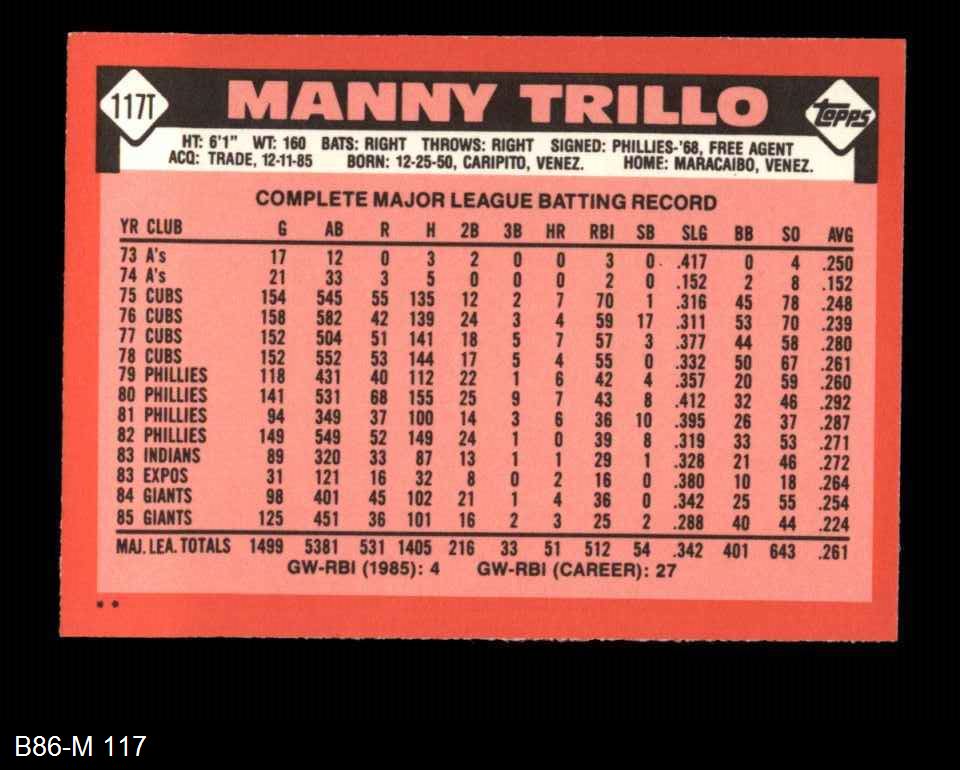 117T MANNY TRILLO Topps
HT: 6'1" WT: 160 BATS: RIGHT THROWS: RIGHT SIGNED: PHILLIES-'68, FREE AGENT
ACQ: TRADE, 12-11-85 BORN: 12-25-50, CARIPITO, VENEZ. HOME: MARACAIBO, VENEZ.
COMPLETE MAJOR LEAGUE BATTING RECORD
YR CLUB G AB R H 2B 3B HR RBI SB SLG BB SO AVG
73 A's 17 12 0 3 2 0 0 3 0 .417 0 4 .250
74 A's 21 33 3 5 0 0 0 2 0 .152 2 8 .152
75 CUBS 154 545 55 135 12 2 7 70 1 .316 45 78 .248
76 CUBS 158 582 42 139 24 3 4 59 17 .311 53 70 .239
77 CUBS 152 504 51 141 18 5 7 57 3 .377 44 58 .280
78 CUBS 152 552 53 144 17 5 4 55 0 .332 50 67 .261
79 PHILLIES 118 431 40 112 22 1 6 42 4 .357 20 59 .260
80 PHILLIES 141 531 68 155 25 9 7 43 8 .412 32 46 .292
81 PHILLIES 94 349 37 100 14 3 6 36 10 .395 26 37 .287
82 PHILLIES 149 549 52 149 24 1 0 39 8 .319 33 53 .271
83 INDIANS 89 320 33 87 13 1 1 29 1 .328 21 46 .272
83 EXPOS 31 121 16 32 8 0 2 16 0 .380 10 18 .264
84 GIANTS 98 401 45 102 21 1 4 36 0 .342 25 55 .254
85 GIANTS 125 451 36 101 16 2 3 25 2 .288 40 44 .224
MAJ. LEA. TOTALS 1499 5381 531 1405 216 33 51 512 54 .342 401 643 .261
GW-RBI (1985): 4 GW-RBI (CAREER): 27
**
B86-M 117